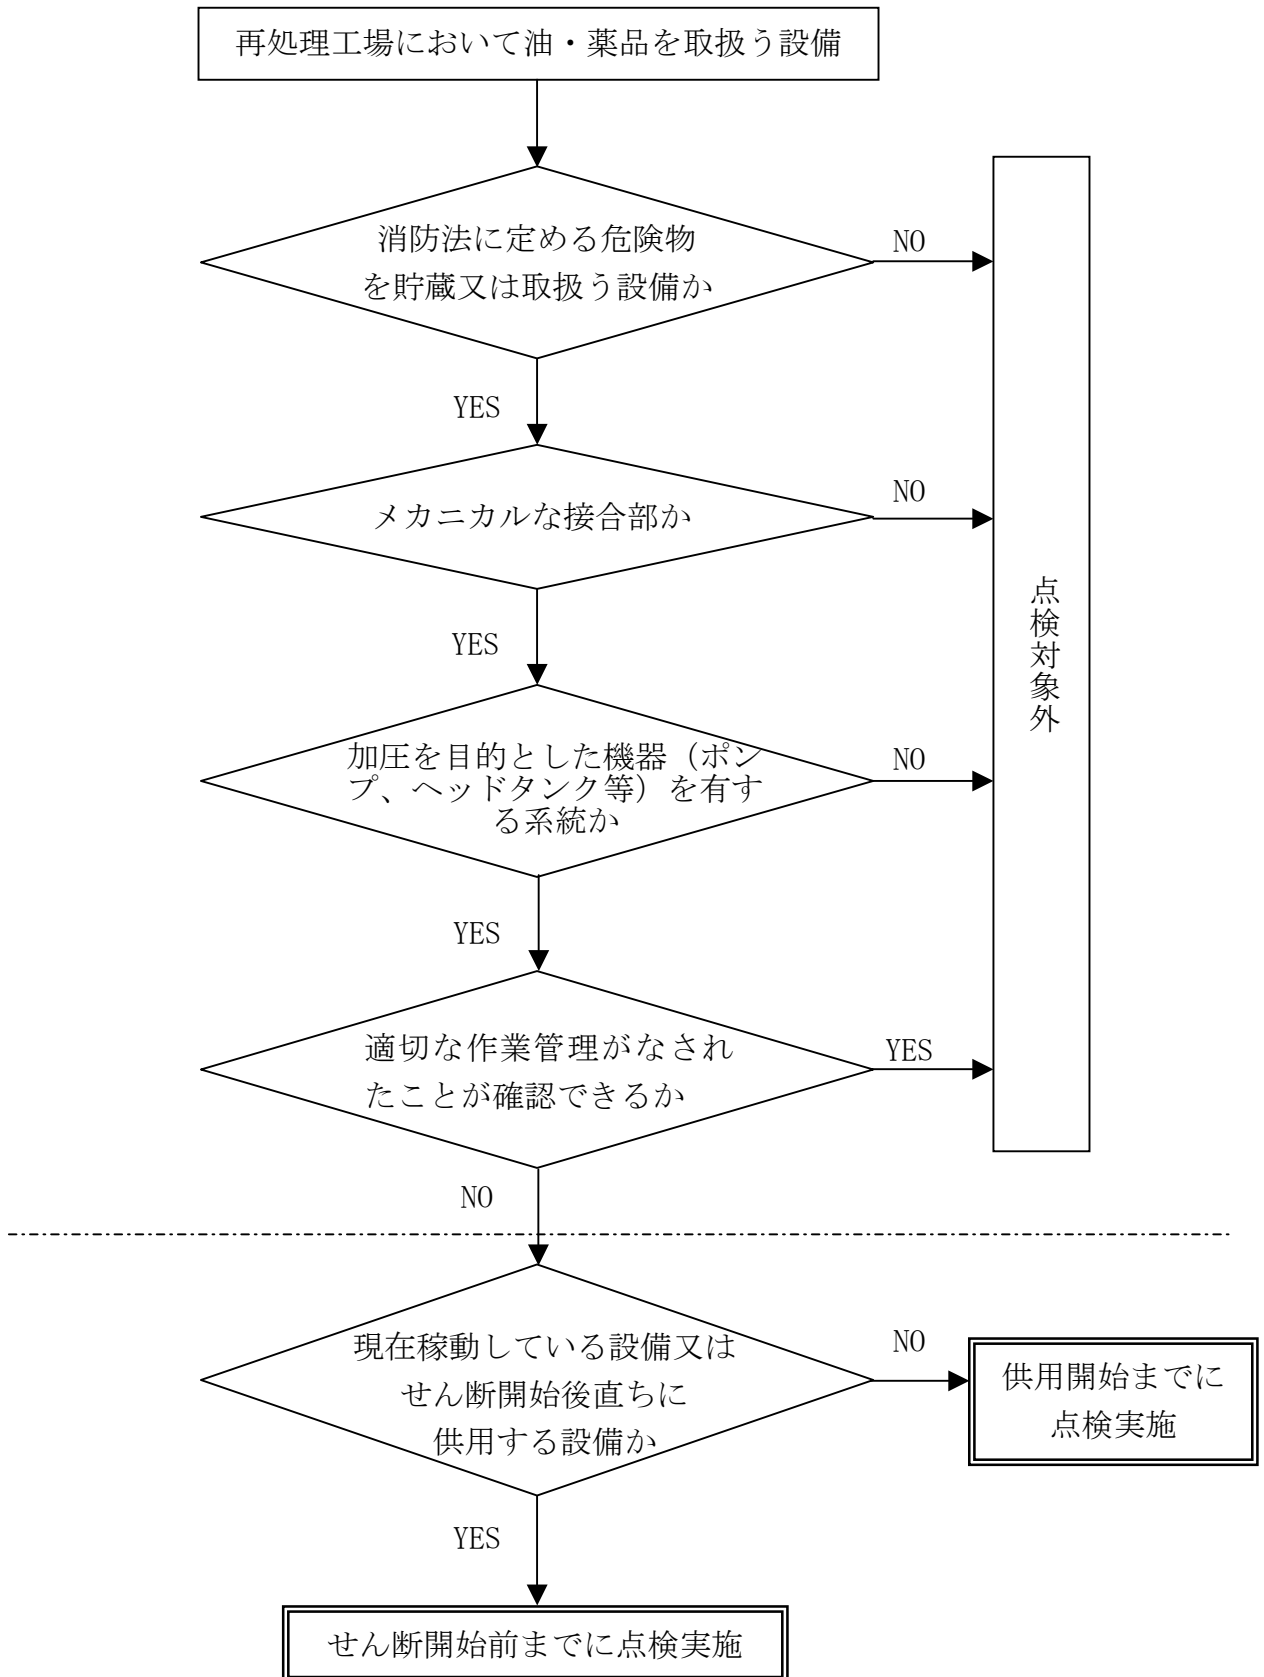 再処理工場において油・薬品を取扱う設備
消防法に定める危険物
を貯蔵又は取扱う設備か
NO
YES
メカニカルな接合部か
NO
YES
加圧を目的とした機器（ポン
プ、ヘッドタンク等）を有す
る系統か
NO
YES
適切な作業管理がなされ
たことが確認できるか
YES
NO
点検対象外
現在稼動している設備又は
せん断開始後直ちに
供用する設備か
NO
供用開始までに
点検実施
YES
せん断開始前までに点検実施